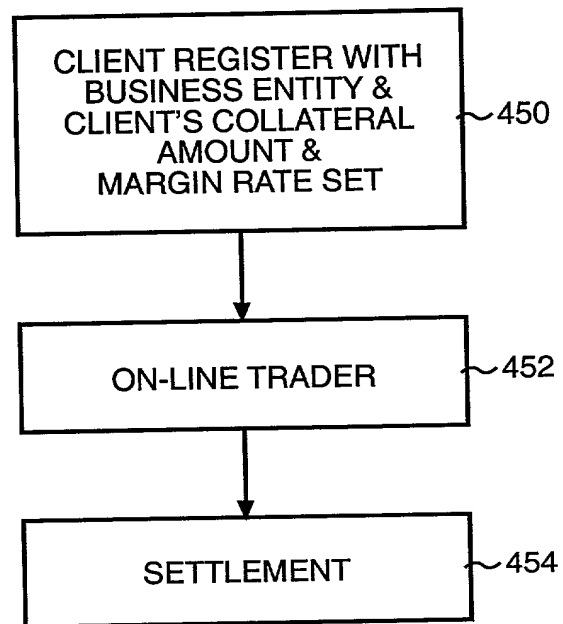 CLIENT REGISTER WITH
BUSINESS ENTITY &
CLIENT'S COLLATERAL
AMOUNT &
MARGIN RATE SET
450
ON-LINE TRADER
452
SETTLEMENT
454